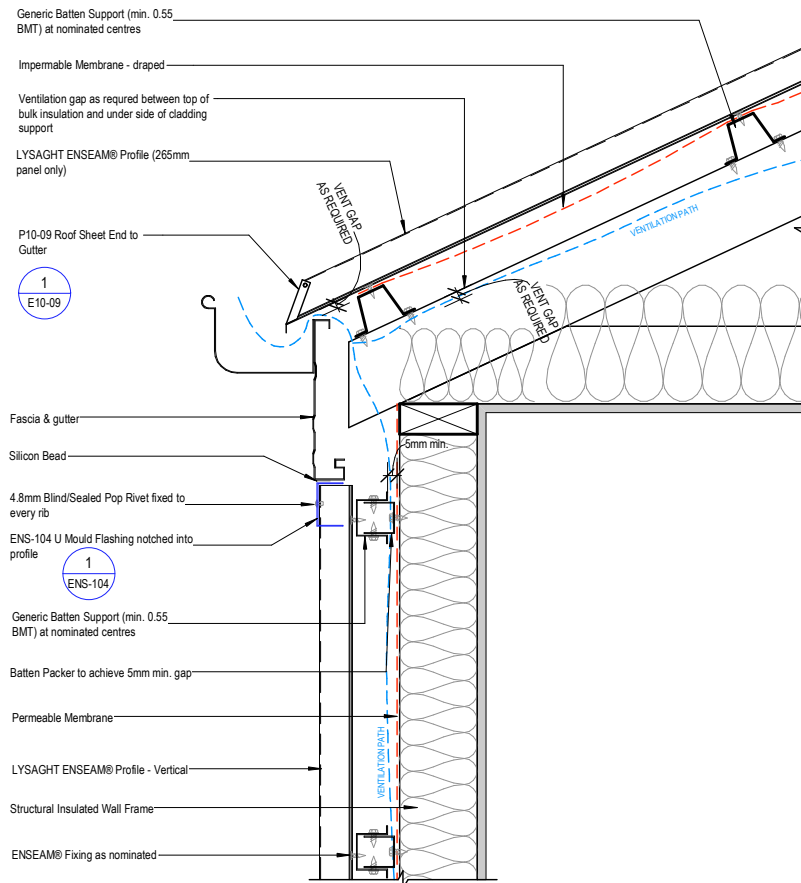 Generic Batten Support (min. 0.55
BMT) at nominated centres
Impermable Membrane - draped
Ventilation gap as requred between top of
bulk insulation and under side of cladding
support
LYSAGHT ENSEAM® Profile (265mm
panel only)
VENT GAP
AS REQUIRED
P10-09 Roof Sheet End to
Gutter
1
E10-09
VENTILATION PATH
VENT GAP
AS REQUIRED
Fascia & gutter
5mm min.
Silicon Bead
4.8mm Blind/Sealed Pop Rivet fixed to
every rib
ENS-104 U Mould Flashing notched into
profile
1
ENS-104
Generic Batten Support (min. 0.55
BMT) at nominated centres
Batten Packer to achieve 5mm min. gap
Permeable Membrane
VENTILATION PATH
LYSAGHT ENSEAM® Profile - Vertical
Structural Insulated Wall Frame
ENSEAM® Fixing as nominated